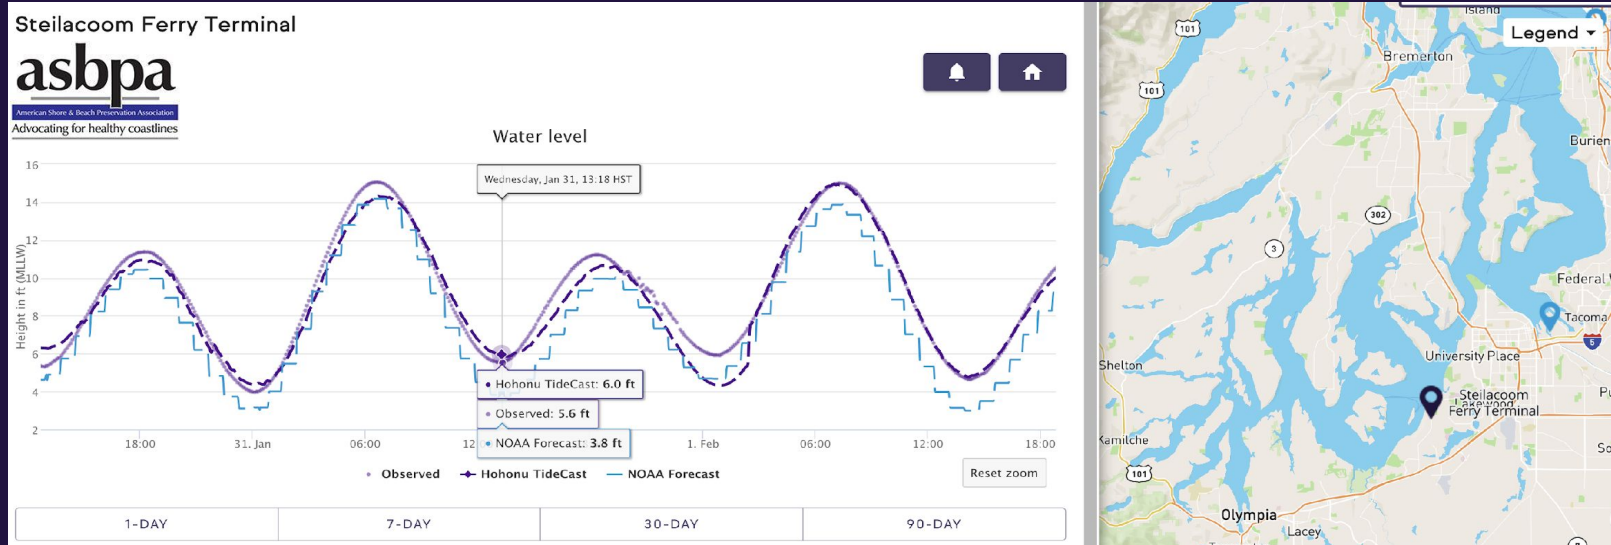 Steilacoom Ferry Terminal
asbpa
American Shore & Beach Preservation Association
Advocating for healthy coastlines
Water level
Wednesday, Jan 31, 13:18 HST
Height in ft (MLLW)
16
14
12
10
8
6
4
2
Hohonu TideCast: 6.0 ft
Observed: 5.6 ft
NOAA Forecast: 3.8 ft
18:00
31. Jan
06:00
12
1. Feb
06:00
12:00
18:00
Observed
Hohonu TideCast
NOAA Forecast
Reset zoom
1-DAY
7-DAY
30-DAY
90-DAY
Island
Legend
101
Bremerton
101
Burien
302
3
Federal
Tacoma
5
University Place
Shelton
Steilacoom
Lakewood
Ferry Terminal
Kamilche
101
Olympia
Lacey